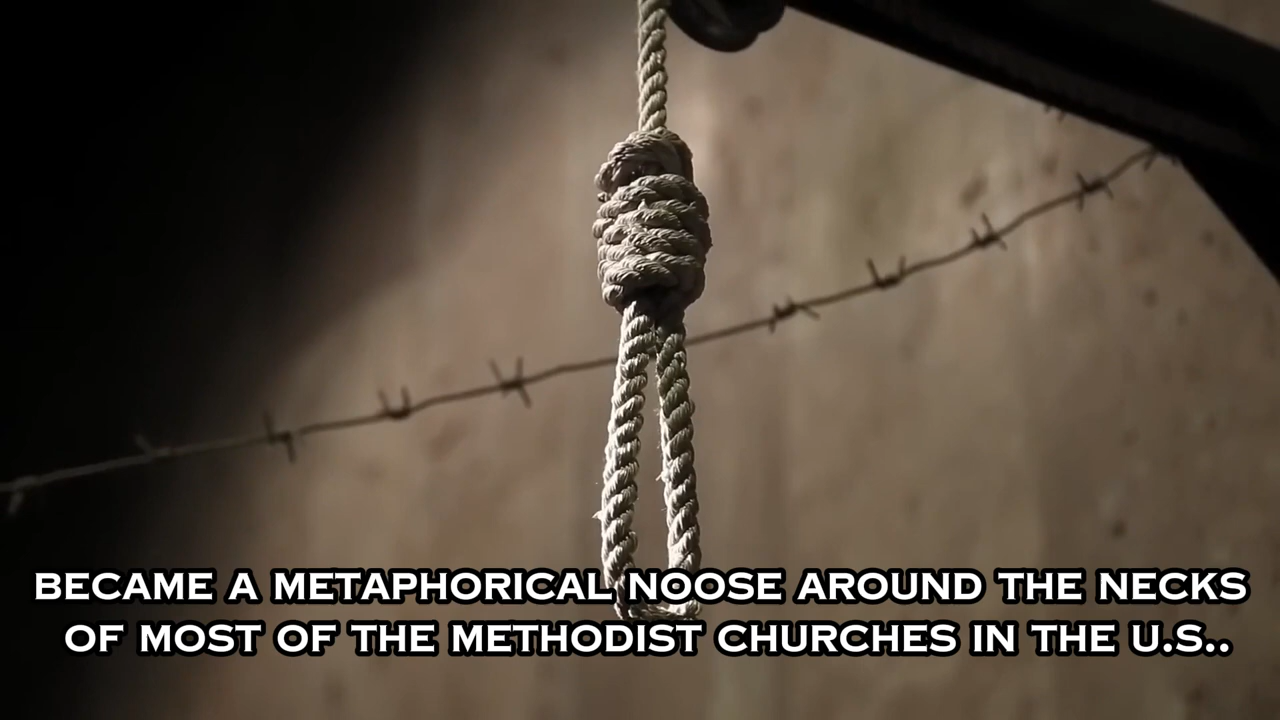 BECAME A METAPHORICAL NOOSE AROUND THE NECKS
OF MOST OF THE METHODIST CHURCHES IN THE U.S..